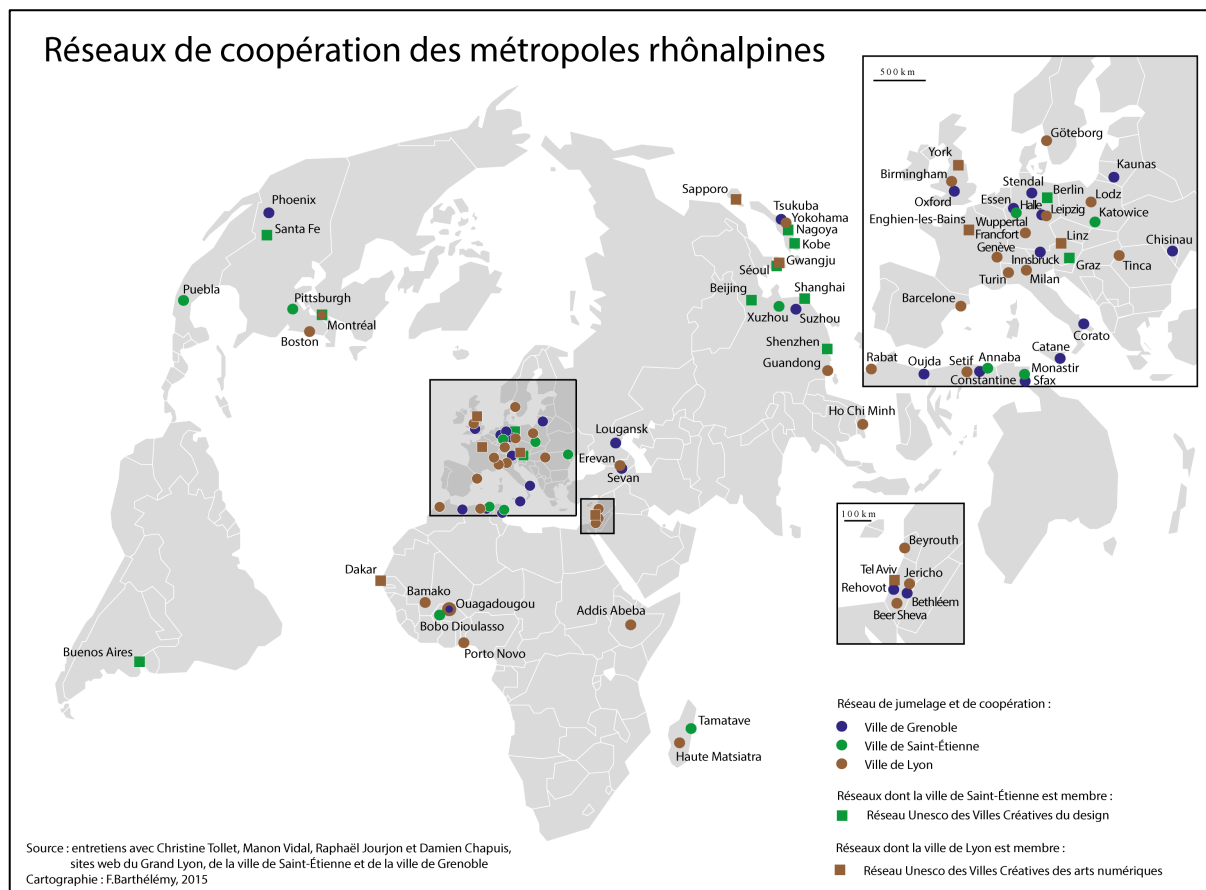 Réseaux de coopération des métropoles rhônalpines
500 km
Göteborg
York
Birmingham
Kaunas
Stendal
Berlin
Oxford
Essen
Halle
Lodz
Leipzig
Katowice
Enghien-les-Bains
Wuppertal
Francfort
Linz
Genève
Innsbruck
Chisinau
Graz
Tinca
Turin
Milan
Barcelone
Corato
Catane
Rabat
Oujda
Setif
Annaba
Constantine
Monastir
Sfax
Phoenix
Santa Fe
Puebla
Pittsburgh
Montréal
Boston
Sapporo
Tsukuba
Yokohama
Nagoya
Kobe
Gwangju
Séoul
Beijing
Shanghai
Xuzhou
Suzhou
Shenzhen
Guandong
Ho Chi Minh
Lougansk
Erevan
Sevan
100 km
Beyrouth
Tel Aviv
Jericho
Rehovot
Bethléem
Beer Sheva
Dakar
Bamako
Ouagadougou
Bobo Dioulasso
Porto Novo
Addis Abeba
Buenos Aires
Tamatave
Haute Matsiatra
Réseau de jumelage et de coopération :
Ville de Grenoble
Ville de Saint-Étienne
Ville de Lyon
Réseaux dont la ville de Saint-Étienne est membre :
Réseau Unesco des Villes Créatives du design
Réseaux dont la ville de Lyon est membre :
Réseau Unesco des Villes Créatives des arts numériques
Source : entretiens avec Christine Tollet, Manon Vidal, Raphaël Jourjon et Damien Chapuis,
sites web du Grand Lyon, de la ville de Saint-Étienne et de la ville de Grenoble
Cartographie : F.Barthélémy, 2015